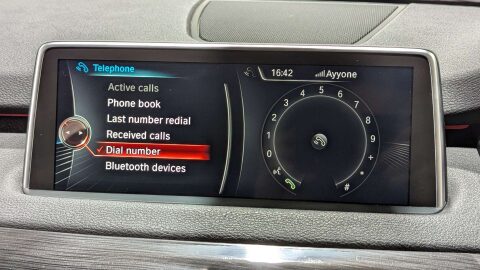 Telephone
Active calls
Phone book
Last number redial
Received calls
Dial number
Bluetooth devices
16:42 Ayyone
0
1
2
3
4
5
6
7
8
9
+
*
#